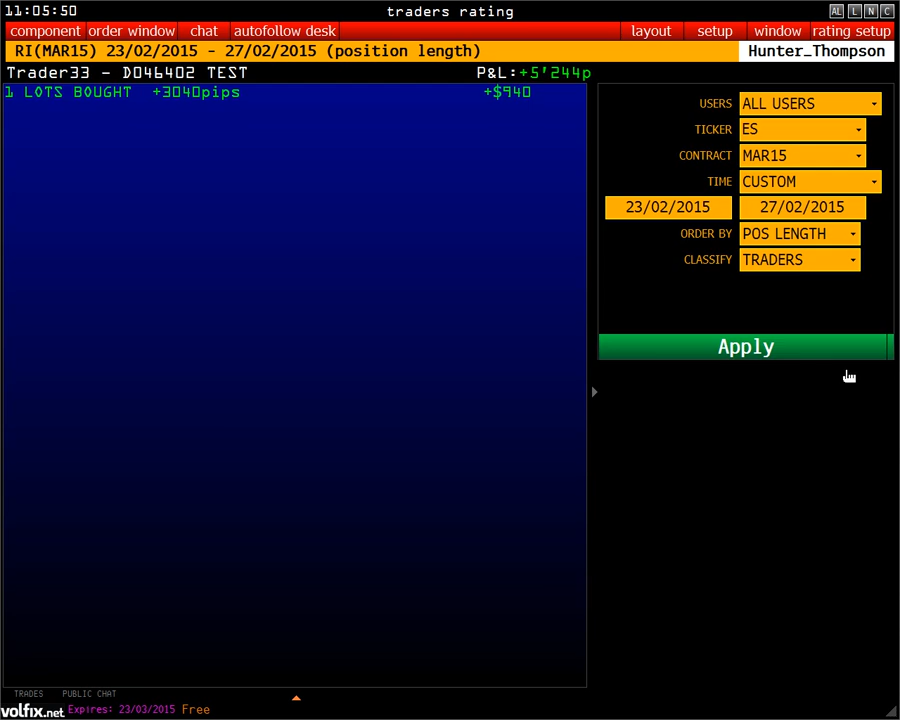 11:05:50 traders rating AL L N C
component order window chat autofollow desk layout setup window rating setup
RI(MAR15) 23/02/2015 - 27/02/2015 (position length) Hunter_Thompson
Trader33 - D046402 TEST P&L:+5'244p
1 LOTS BOUGHT +3040pips +$940
USERS ALL USERS
TICKER ES
CONTRACT MAR15
TIME CUSTOM
23/02/2015 27/02/2015
ORDER BY POS LENGTH
CLASSIFY TRADERS
Apply
TRADES PUBLIC CHAT
volfix.net Expires: 23/03/2015 Free